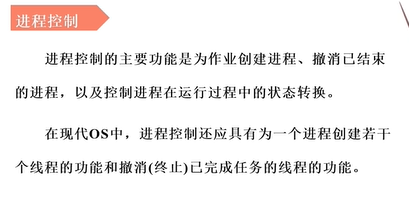 进程控制
进程控制的主要功能是为作业创建进程、撤消已结束
的进程，以及控制进程在运行过程中的状态转换。
在现代OS中，进程控制还应具有为一个进程创建若干
个线程的功能和撤消(终止)已完成任务的线程的功能。